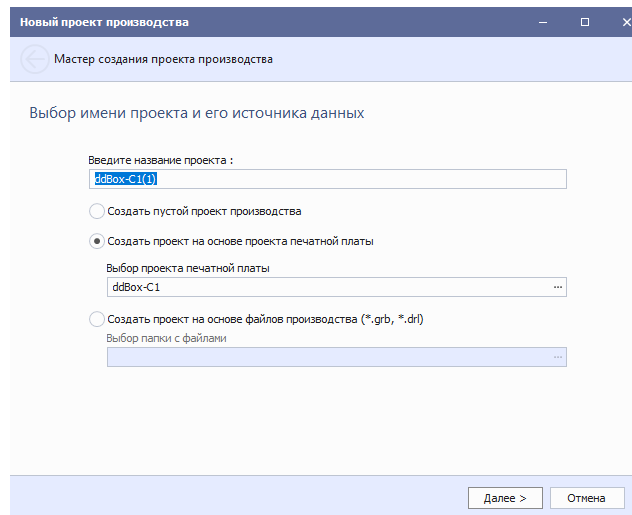 Новый проект производства
Мастер создания проекта производства
Выбор имени проекта и его источника данных
Введите название проекта :
ddBox-C1(1)
Создать пустой проект производства
Создать проект на основе проекта печатной платы
Выбор проекта печатной платы
ddBox-C1 ...
Создать проект на основе файлов производства (*.grb, *.drl)
Выбор папки с файлами
...
Далее > Отмена